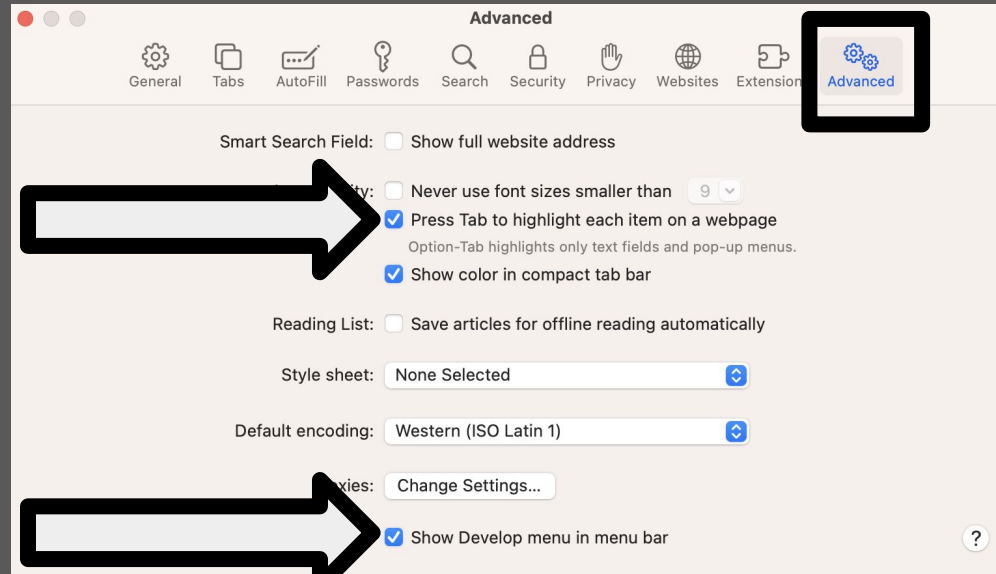 Advanced
General Tabs AutoFill Passwords Search Security Privacy Websites Extension Advanced
Smart Search Field: Show full website address
ity: Never use font sizes smaller than 9
Press Tab to highlight each item on a webpage
Option-Tab highlights only text fields and pop-up menus.
Show color in compact tab bar
Reading List: Save articles for offline reading automatically
Style sheet: None Selected
Default encoding: Western (ISO Latin 1)
xies: Change Settings...
Show Develop menu in menu bar
?